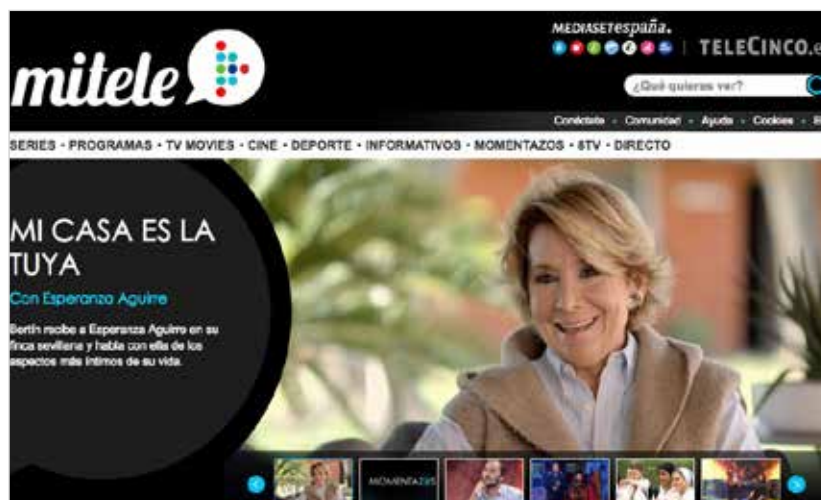 MEDIASETespaña.
mitele
TELECINCO.e
¿Qué quieres ver?
Conéctate • Comunidad • Ayuda • Cookies •
SERIES • PROGRAMAS • TV MOVIES • CINE • DEPORTE • INFORMATIVOS • MOMENTAZOS • 8TV • DIRECTO
MI CASA ES LA
TUYA
Con Esperanza Aguirre
Bertín recibe a Esperanza Aguirre en su
finca sevillana y habla con ella de los
aspectos más íntimos de su vida.
MOMENTAZOS